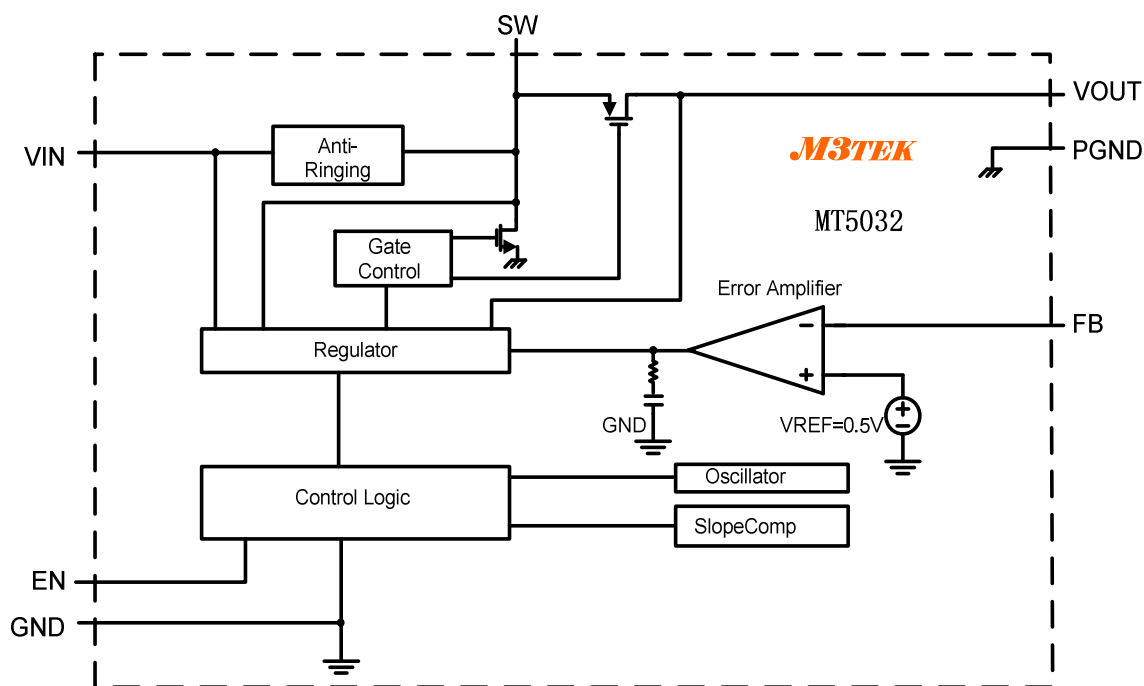 SW
VOUT
VIN
Anti-
Ringing
M3TEK
PGND
MT5032
Gate
Control
Error Amplifier
−
FB
Regulator
+
GND
VREF=0.5V
+
−
Oscillator
Control Logic
SlopeComp
EN
GND